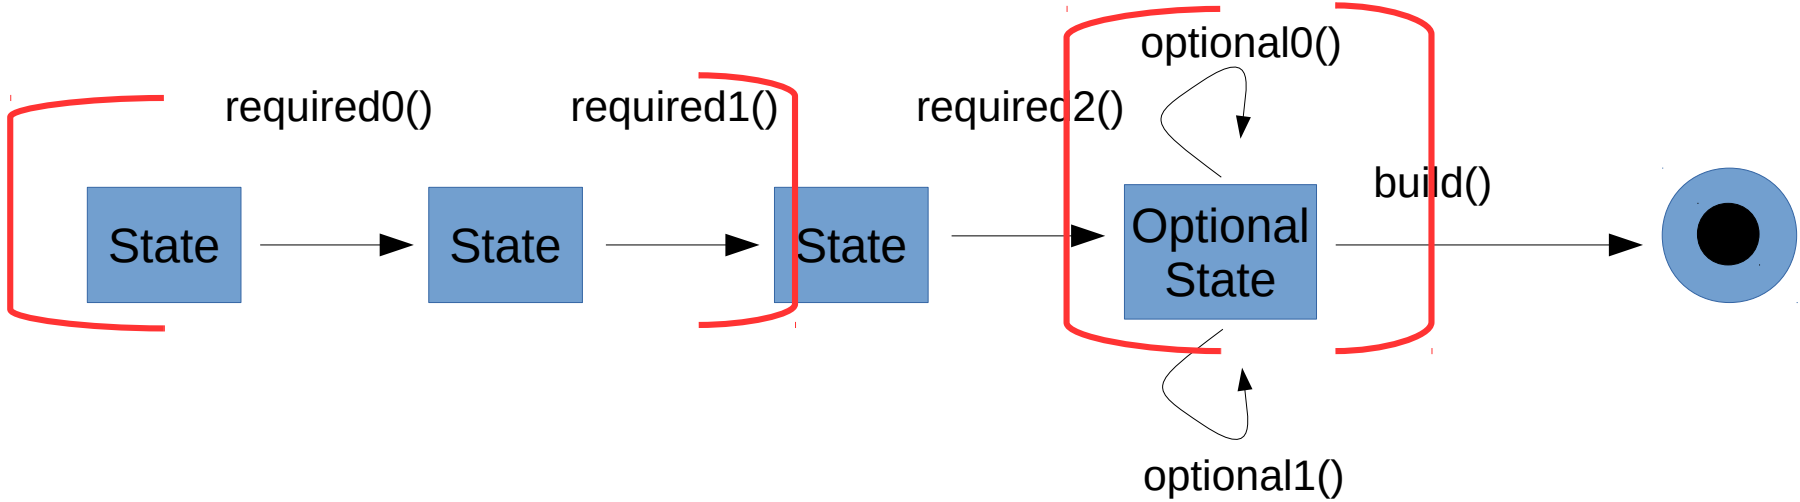 optional0()
required0()
required1()
required2()
build()
State
State
State
Optional
State
optional1()